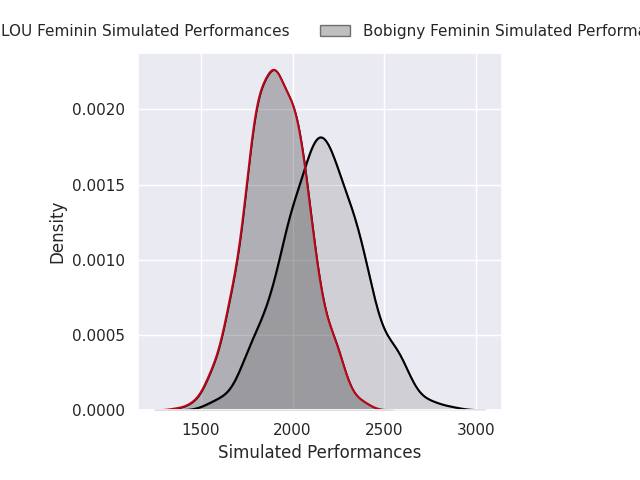 LOU Feminin Simulated Performances
Bobigny Feminin Simulated
0.0020
0.0015
0.0010
0.0005
0.0000
Density
1500 2000 2500 3000
Simulated Performances